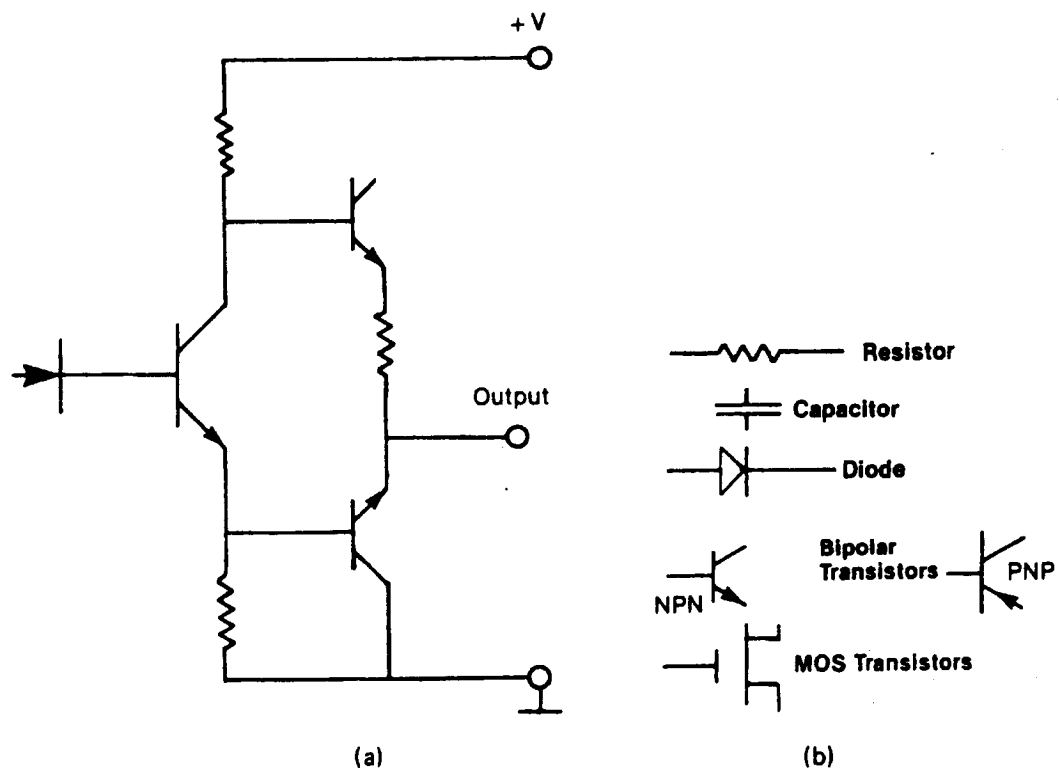 + V
Output
(a)
Resistor
Capacitor
Diode
Bipolar
Transistors
NPN
PNP
MOS Transistors
(b)